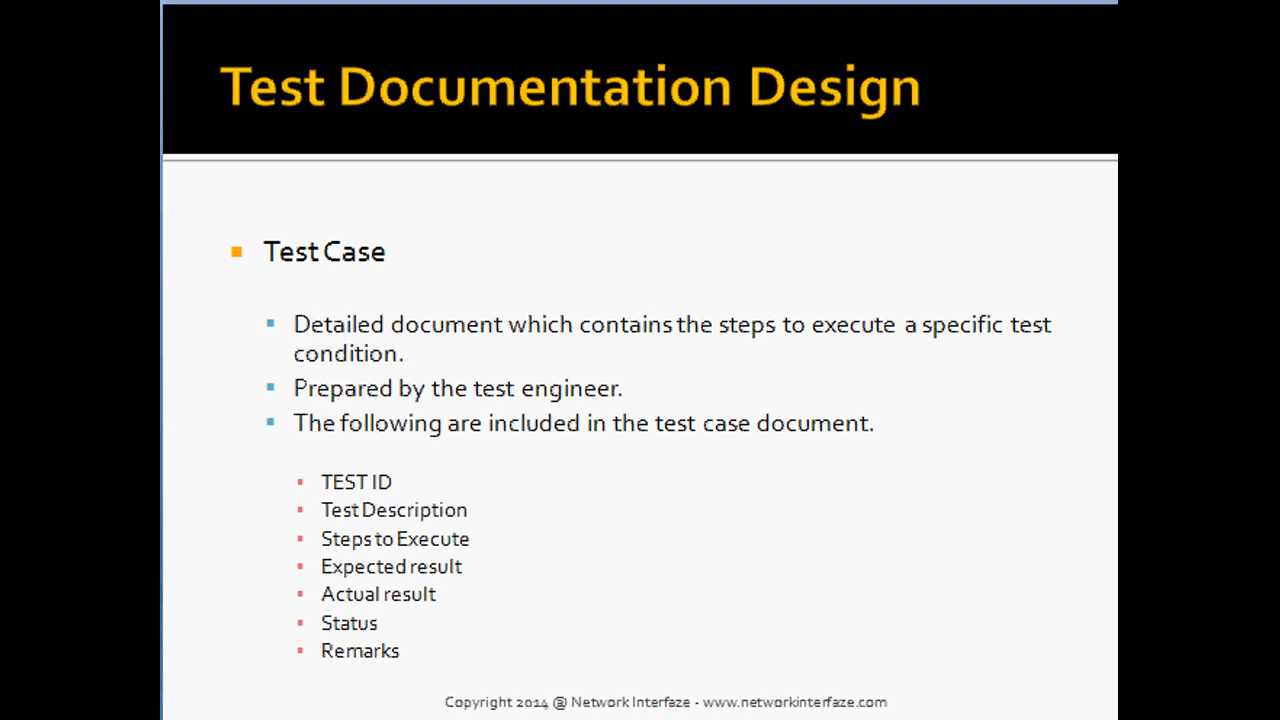 Test Documentation Design
Test Case
Detailed document which contains the steps to execute a specific test
condition.
Prepared by the test engineer.
The following are included in the test case document.
TEST ID
Test Description
Steps to Execute
Expected result
Actual result
Status
Remarks
Copyright 2014 @ Network Interfaze - www.networkinterfaze.com